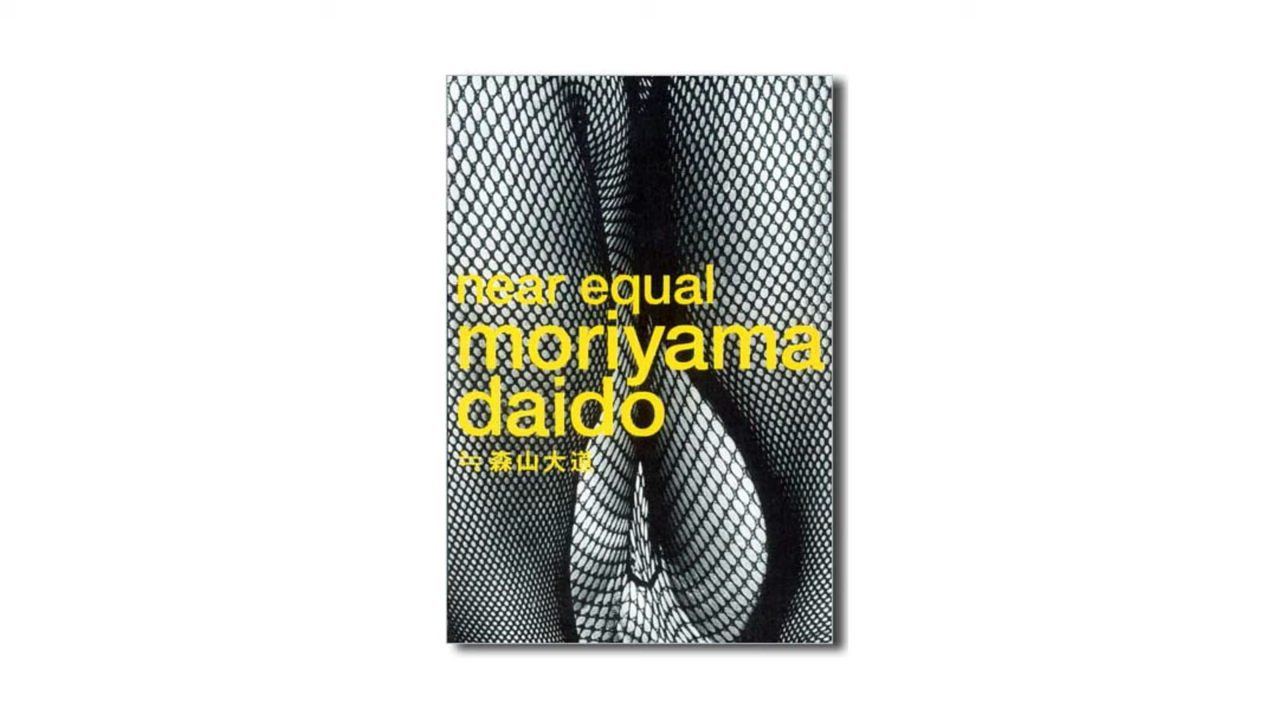 near equal
moriyama
daido
≒ 森山大道